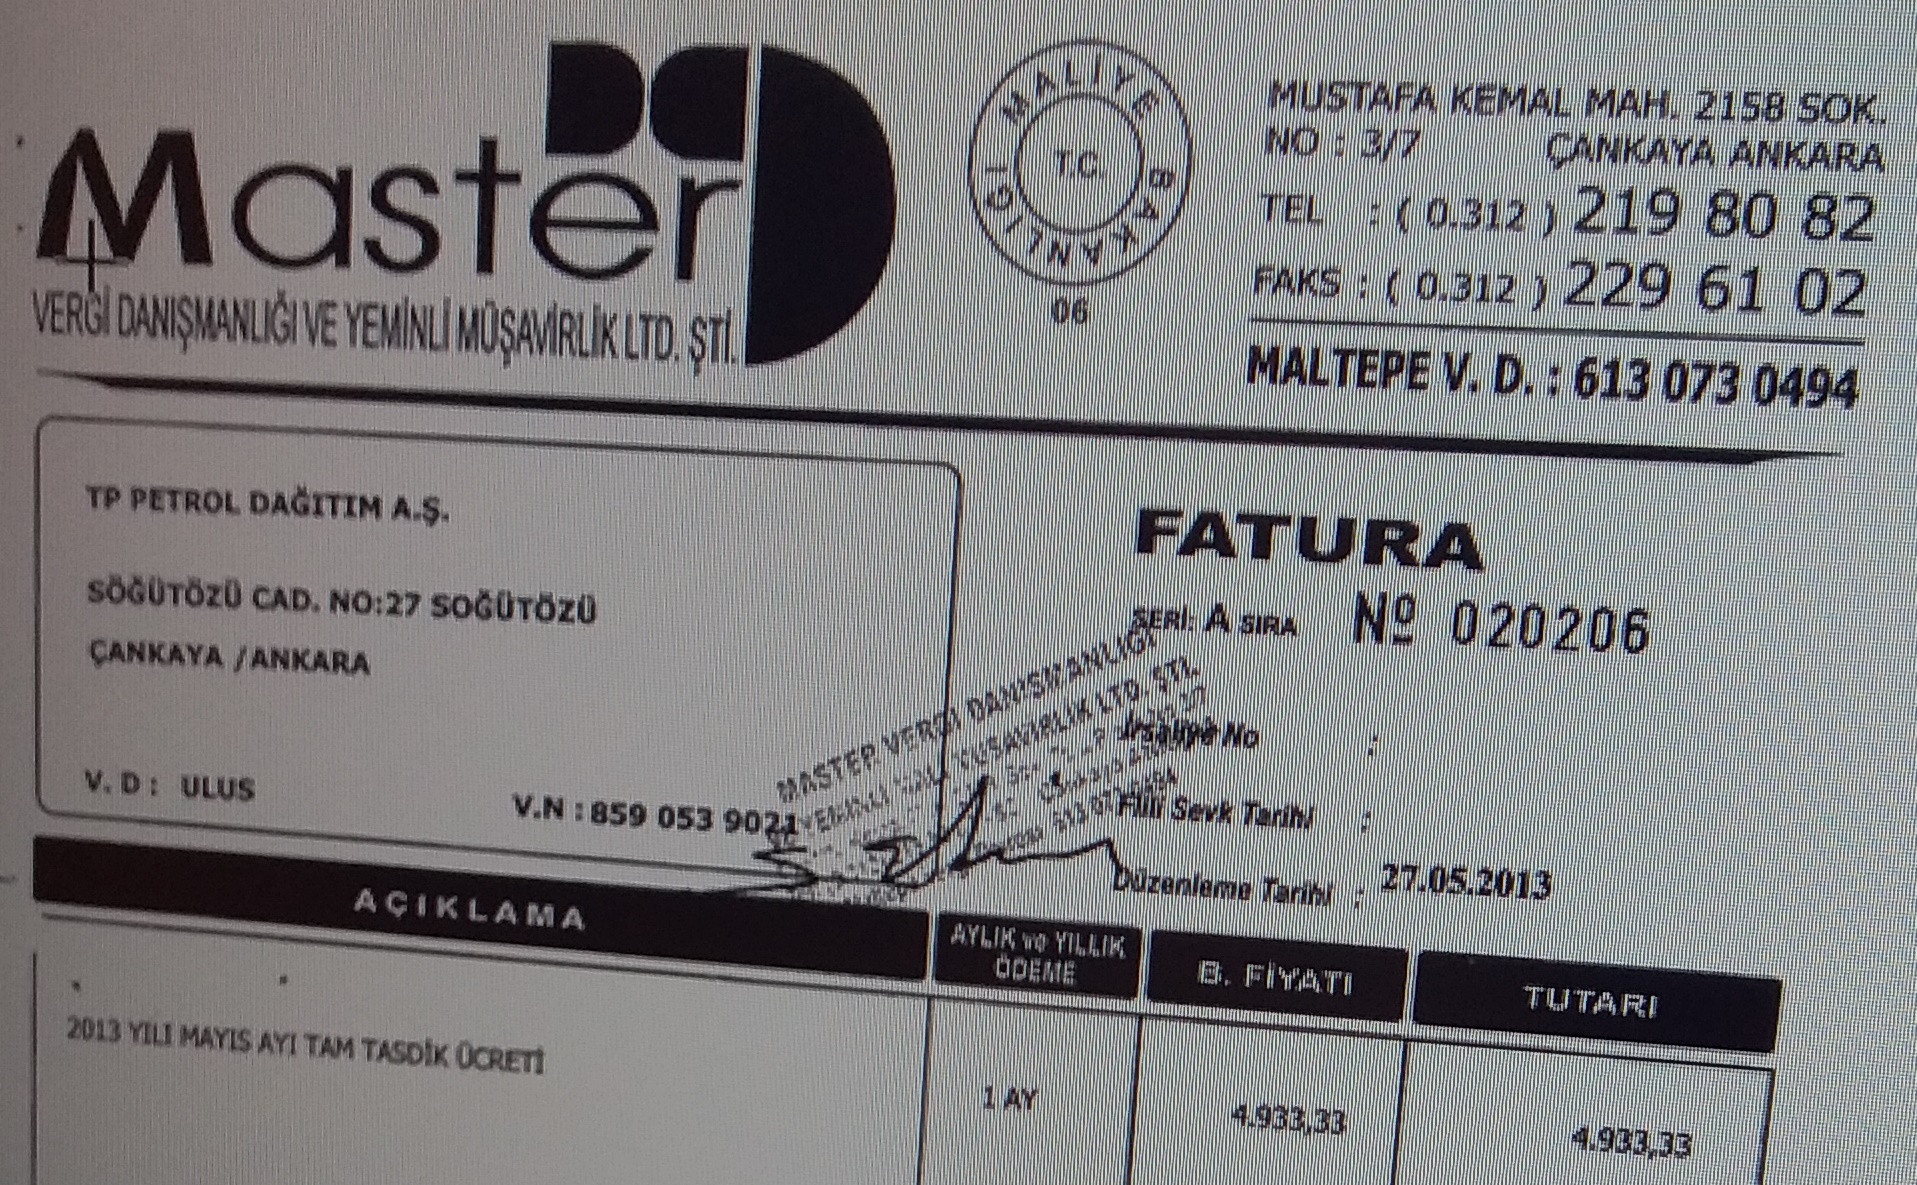 Master
VERGİ DANIŞMANLIĞI VE YEMİNLİ MÜŞAVİRLİK LTD. ŞTİ.
MALİYE BAKANLIĞI
T.C.
06
MUSTAFA KEMAL MAH. 2158 SOK.
NO : 3/7 ÇANKAYA ANKARA
TEL : ( 0.312 ) 219 80 82
FAKS : ( 0.312 ) 229 61 02
MALTEPE V. D. : 613 073 0494
TP PETROL DAĞITIM A.Ş.
SÖĞÜTÖZÜ CAD. NO:27 SOĞÜTÖZÜ
ÇANKAYA /ANKARA
V. D : ULUS
V.N : 859 053 9021
FATURA
SERİ: A SIRA Nº 020206
MASTER VERGİ DANIŞMANLIĞI
YEMİNLİ MALİ MÜŞAVİRLİK LTD. ŞTİ.
İrsaliye No :
Fiili Sevk Tarihi :
Düzenleme Tarihi : 27.05.2013
AÇIKLAMA
AYLIK ve YILLIK
ÖDEME
B. FİYATI
TUTARI
2013 YILI MAYIS AYI TAM TASDİK ÜCRETİ
1 AY
4.933,33
4.933,33